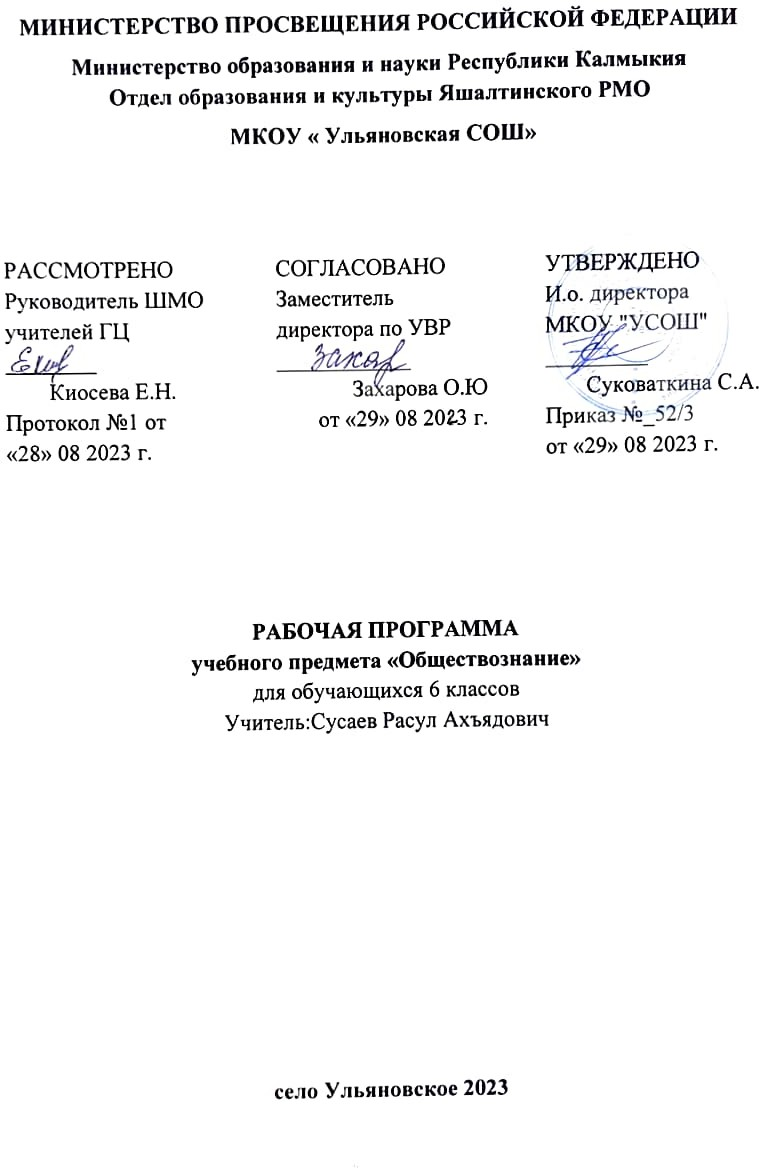 МИНИСТЕРСТВО ПРОСВЕЩЕНИЯ РОССИЙСКОЙ ФЕДЕРАЦИИ
Министерство образования и науки Республики Калмыкия
Отдел образования и культуры Яшалтинского РМО
МКОУ « Ульяновская СОШ»
РАССМОТРЕНО
Руководитель ШМО
учителей ГЦ
Киосева Е.Н.
Протокол №1 от
«28» 08 2023 г.
СОГЛАСОВАНО
Заместитель
директора по УВР
Захар
Захарова О.Ю
от «29» 08 2023 г.
УТВЕРЖДЕНО
И.о. директора
МКОУ "УСОШ"
Суковаткина С.А.
Приказ №_52/3
от «29» 08 2023 г.
РАБОЧАЯ ПРОГРАММА
учебного предмета «Обществознание»
для обучающихся 6 классов
Учитель:Сусаев Расул Ахъядович
село Ульяновское 2023